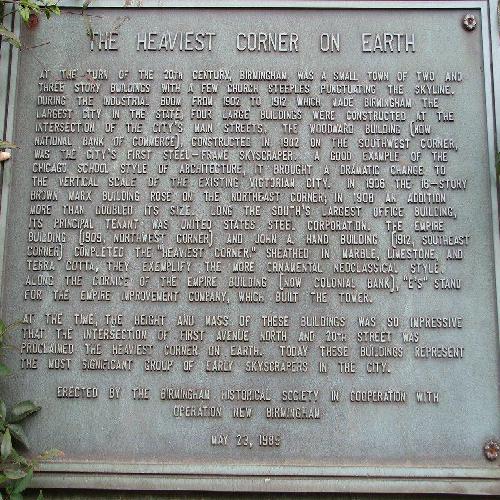 THE HEAVIEST CORNER ON EARTH
AT THE TURN OF THE 20TH CENTURY, BIRMINGHAM WAS A SMALL TOWN OF TWO AND
THREE STORY BUILDINGS WITH A FEW CHURCH STEEPLES PUNCTUATING THE SKYLINE.
DURING THE INDUSTRIAL BOOM FROM 1902 TO 1912 WHICH MADE BIRMINGHAM THE
LARGEST CITY IN THE STATE, FOUR LARGE BUILDINGS WERE CONSTRUCTED AT THE
INTERSECTION OF THE CITY'S MAIN STREETS. THE WOODWARD BUILDING (NOW
NATIONAL BANK OF COMMERCE), CONSTRUCTED IN 1902 ON THE SOUTHWEST CORNER,
WAS THE CITY'S FIRST STEEL-FRAME SKYSCRAPER. A GOOD EXAMPLE OF THE
CHICAGO SCHOOL STYLE OF ARCHITECTURE, IT BROUGHT A DRAMATIC CHANGE TO
THE VERTICAL SCALE OF THE EXISTING VICTORIAN CITY. IN 1906 THE 16-STORY
BROWN MARX BUILDING ROSE ON THE NORTHEAST CORNER; IN 1908 AN ADDITION
MORE THAN DOUBLED ITS SIZE. LONG THE SOUTH'S LARGEST OFFICE BUILDING,
ITS PRINCIPAL TENANT WAS UNITED STATES STEEL CORPORATION. THE EMPIRE
BUILDING (1909, NORTHWEST CORNER) AND JOHN A. HAND BUILDING (1912, SOUTHEAST
CORNER) COMPLETED THE "HEAVIEST CORNER." SHEATHED IN MARBLE, LIMESTONE, AND
TERRA COTTA, THEY EXEMPLIFY THE MORE ORNAMENTAL NEOCLASSICAL STYLE.
ALONG THE CORNICE OF THE EMPIRE BUILDING (NOW COLONIAL BANK), "E'S" STAND
FOR THE EMPIRE IMPROVEMENT COMPANY, WHICH BUILT THE TOWER.
AT THE TIME, THE HEIGHT AND MASS OF THESE BUILDINGS WAS SO IMPRESSIVE
THAT THE INTERSECTION OF FIRST AVENUE NORTH AND 20TH STREET WAS
PROCLAIMED THE HEAVIEST CORNER ON EARTH. TODAY THESE BUILDINGS REPRESENT
THE MOST SIGNIFICANT GROUP OF EARLY SKYSCRAPERS IN THE CITY.
ERECTED BY THE BIRMINGHAM HISTORICAL SOCIETY IN COOPERATION WITH
OPERATION NEW BIRMINGHAM
MAY 23, 1985